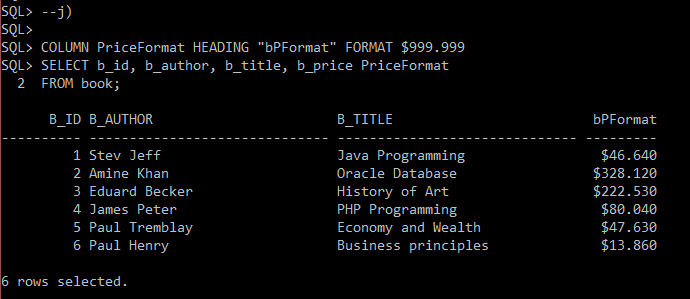 SQL> --j)
SQL>
SQL> COLUMN PriceFormat HEADING "bPFormat" FORMAT $999.999
SQL> SELECT b_id, b_author, b_title, b_price PriceFormat
  2  FROM book;

      B_ID B_AUTHOR                       B_TITLE                         bPFormat
---------- ------------------------------ ------------------------------ ---------
         1 Stev Jeff                      Java Programming                 $46.640
         2 Amine Khan                     Oracle Database                 $328.120
         3 Eduard Becker                  History of Art                  $222.530
         4 James Peter                    PHP Programming                  $80.040
         5 Paul Tremblay                  Economy and Wealth               $47.630
         6 Paul Henry                     Business principles              $13.860

6 rows selected.